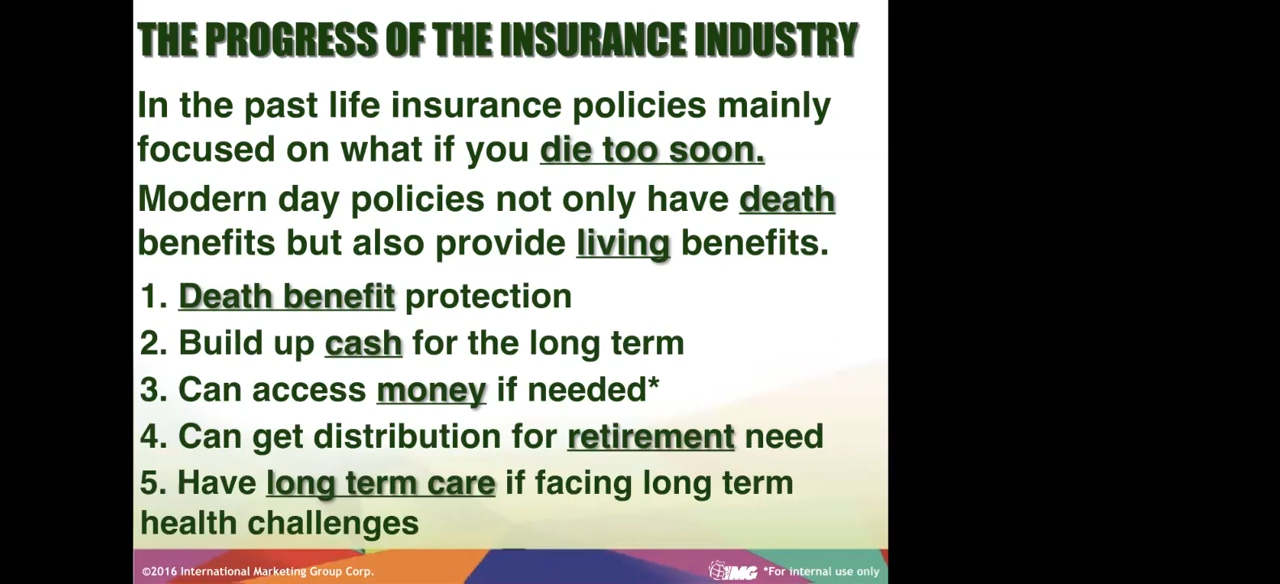 THE PROGRESS OF THE INSURANCE INDUSTRY
In the past life insurance policies mainly
focused on what if you die too soon.
Modern day policies not only have death
benefits but also provide living benefits.
1. Death benefit protection
2. Build up cash for the long term
3. Can access money if needed*
4. Can get distribution for retirement need
5. Have long term care if facing long term
health challenges
©2016 International Marketing Group Corp.
IMG *For internal use only